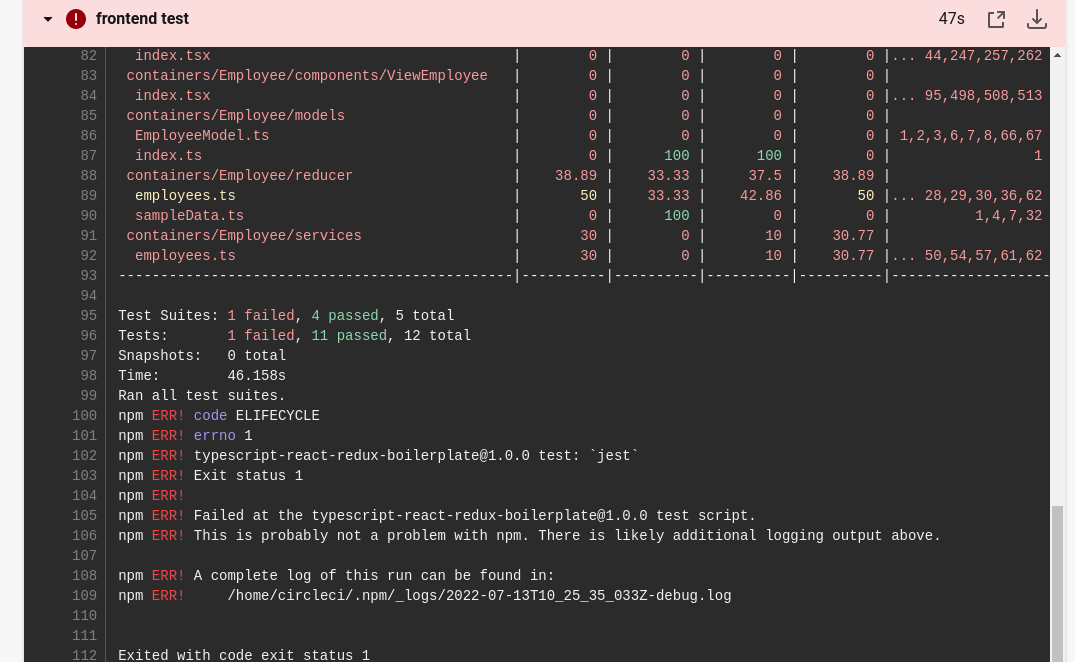 frontend test 47s
82 index.tsx | 0 | 0 | 0 | 0 |... 44,247,257,262
83 containers/Employee/components/ViewEmployee | 0 | 0 | 0 | 0 |
84 index.tsx | 0 | 0 | 0 | 0 |... 95,498,508,513
85 containers/Employee/models | 0 | 0 | 0 | 0 |
86 EmployeeModel.ts | 0 | 0 | 0 | 0 | 1,2,3,6,7,8,66,67
87 index.ts | 0 | 100 | 100 | 0 | 1
88 containers/Employee/reducer | 38.89 | 33.33 | 37.5 | 38.89 |
89 employees.ts | 50 | 33.33 | 42.86 | 50 |... 28,29,30,36,62
90 sampleData.ts | 0 | 100 | 0 | 0 | 1,4,7,32
91 containers/Employee/services | 30 | 0 | 10 | 30.77 |
92 employees.ts | 30 | 0 | 10 | 30.77 |... 50,54,57,61,62
93 -----------------------------------------------|----------|----------|----------|----------|-------------------
94
95 Test Suites: 1 failed, 4 passed, 5 total
96 Tests: 1 failed, 11 passed, 12 total
97 Snapshots: 0 total
98 Time: 46.158s
99 Ran all test suites.
100 npm ERR! code ELIFECYCLE
101 npm ERR! errno 1
102 npm ERR! typescript-react-redux-boilerplate@1.0.0 test: `jest`
103 npm ERR! Exit status 1
104 npm ERR!
105 npm ERR! Failed at the typescript-react-redux-boilerplate@1.0.0 test script.
106 npm ERR! This is probably not a problem with npm. There is likely additional logging output above.
107
108 npm ERR! A complete log of this run can be found in:
109 npm ERR! /home/circleci/.npm/_logs/2022-07-13T10_25_35_033Z-debug.log
110
111
112 Exited with code exit status 1